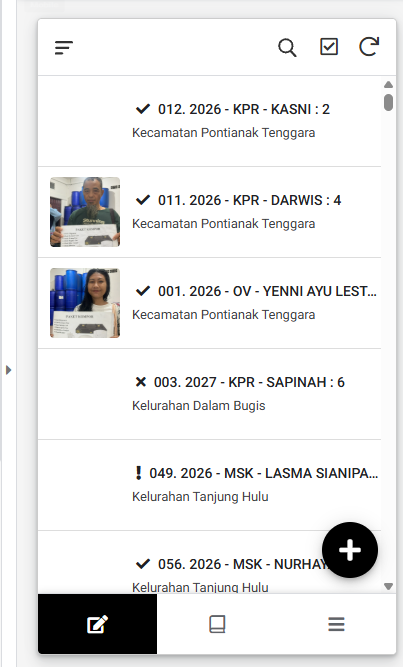 012. 2026 - KPR - KASNI : 2
Kecamatan Pontianak Tenggara
011. 2026 - KPR - DARWIS : 4
Kecamatan Pontianak Tenggara
001. 2026 - OV - YENNI AYU LEST...
Kecamatan Pontianak Tenggara
003. 2027 - KPR - SAPINAH : 6
Kelurahan Dalam Bugis
049. 2026 - MSK - LASMA SIANIPA...
Kelurahan Tanjung Hulu
056. 2026 - MSK - NURHAY
Kelurahan Tanjung Hulu